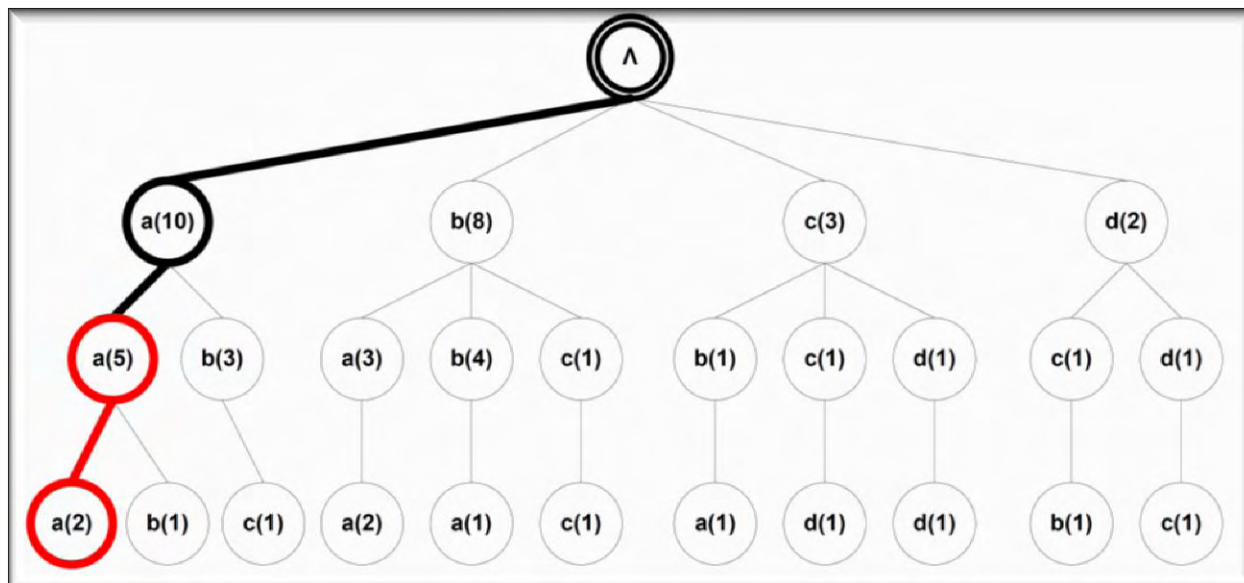 Λ
a(10) b(8) c(3) d(2)
a(5) b(3) a(3) b(4) c(1) b(1) c(1) d(1) c(1) d(1)
a(2) b(1) c(1) a(2) a(1) c(1) a(1) d(1) d(1) b(1) c(1)